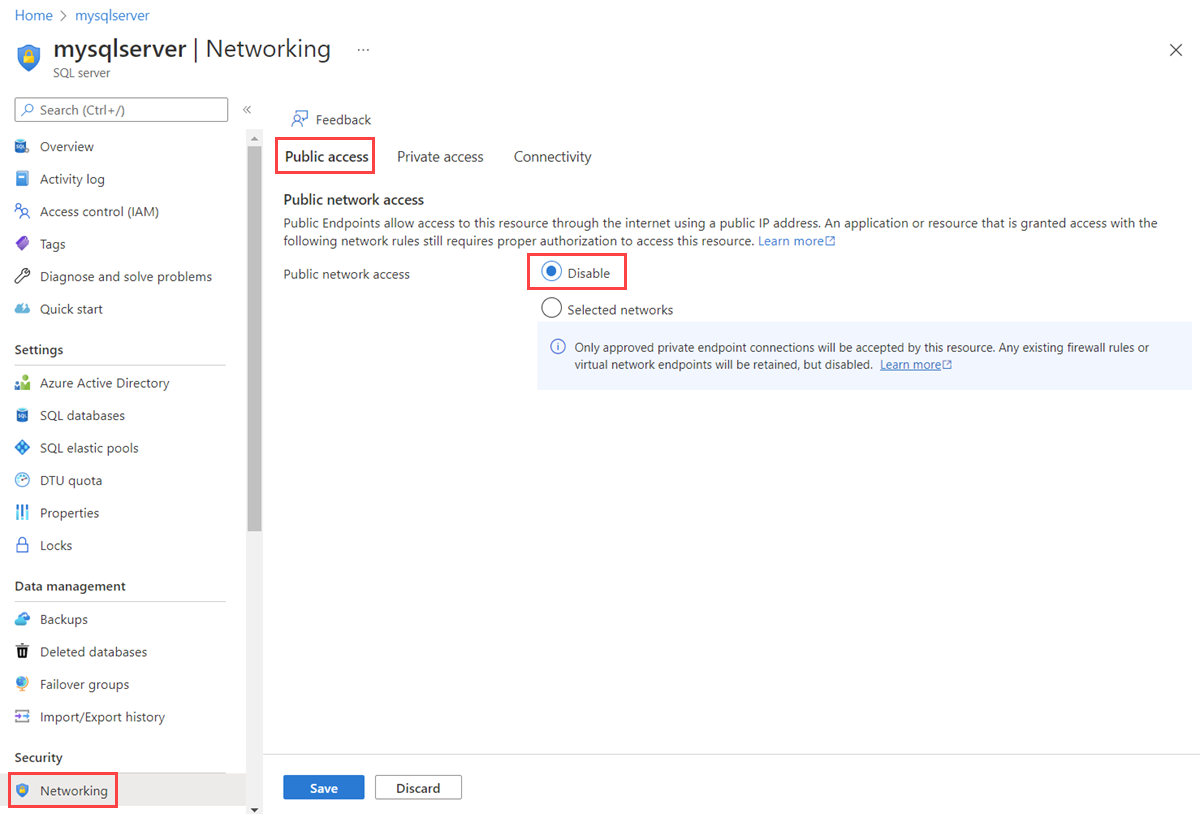 Home > mysqlserver
mysqlserver | Networking ...
SQL server
Search (Ctrl+/)
«
Overview
Activity log
Access control (IAM)
Tags
Diagnose and solve problems
Quick start
Settings
Azure Active Directory
SQL databases
SQL elastic pools
DTU quota
Properties
Locks
Data management
Backups
Deleted databases
Failover groups
Import/Export history
Security
Networking
Feedback
Public access Private access Connectivity
Public network access
Public Endpoints allow access to this resource through the internet using a public IP address. An application or resource that is granted access with the
following network rules still requires proper authorization to access this resource. Learn more
Public network access
Disable
Selected networks
Only approved private endpoint connections will be accepted by this resource. Any existing firewall rules or
virtual network endpoints will be retained, but disabled. Learn more
Save Discard